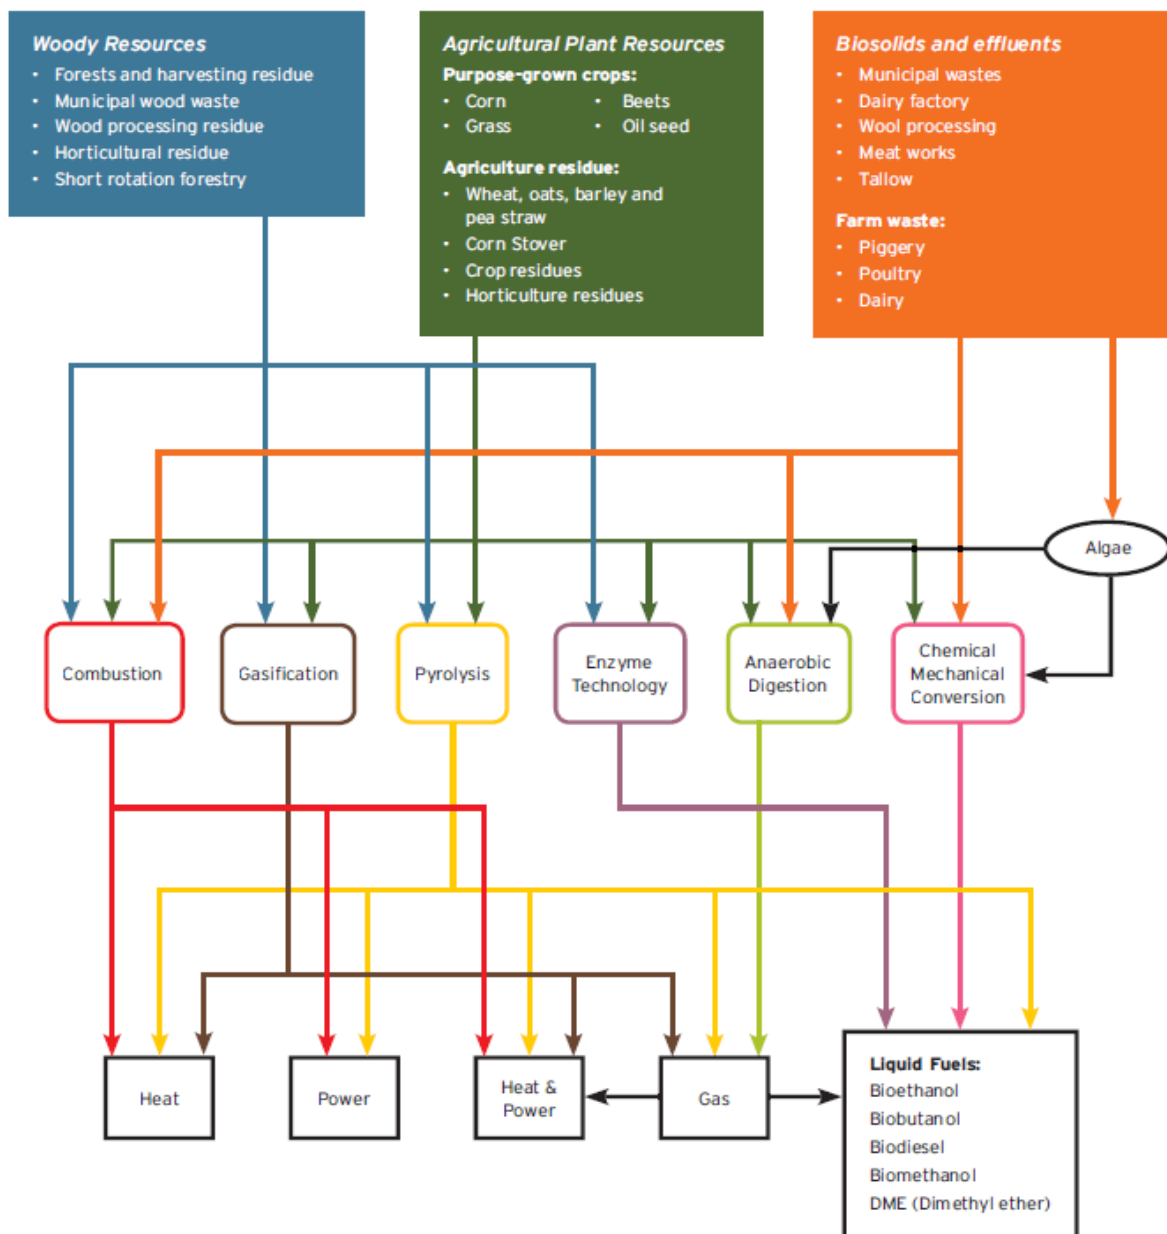 Woody Resources
• Forests and harvesting residue
• Municipal wood waste
• Wood processing residue
• Horticultural residue
• Short rotation forestry
Agricultural Plant Resources
Purpose-grown crops:
• Corn • Beets
• Grass • Oil seed
Agriculture residue:
• Wheat, oats, barley and
pea straw
• Corn Stover
• Crop residues
• Horticulture residues
Biosolids and effluents
• Municipal wastes
• Dairy factory
• Wool processing
• Meat works
• Tallow
Farm waste:
• Piggery
• Poultry
• Dairy
Algae
Combustion
Gasification
Pyrolysis
Enzyme
Technology
Anaerobic
Digestion
Chemical
Mechanical
Conversion
Heat
Power
Heat &
Power
Gas
Liquid Fuels:
Bioethanol
Biobutanol
Biodiesel
Biomethanol
DME (Dimethyl ether)